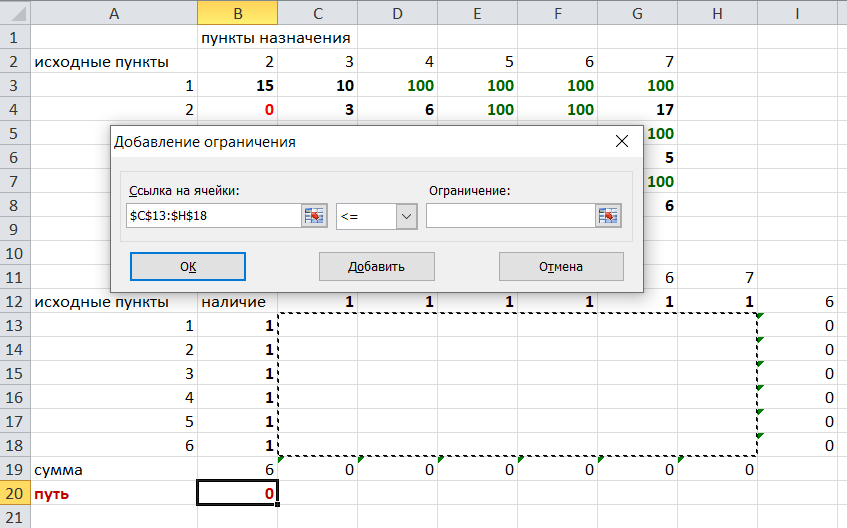 A B C D E F G H I
1 пункты назначения
2 исходные пункты 2 3 4 5 6 7
3 1 15 10 100 100 100 100
4 2 0 3 6 100 100 17
Добавление ограничения
5 100
6 5
Ссылка на ячейки: Ограничение:
7 100
8 $C$13:$H$18 <= 6
9
10 ОК Добавить Отмена
11 6 7
12 исходные пункты наличие 1 1 1 1 1 1 6
13 1 1 0
14 2 1 0
15 3 1 0
16 4 1 0
17 5 1 0
18 6 1 0
19 сумма 6 0 0 0 0 0 0
20 путь 0
21